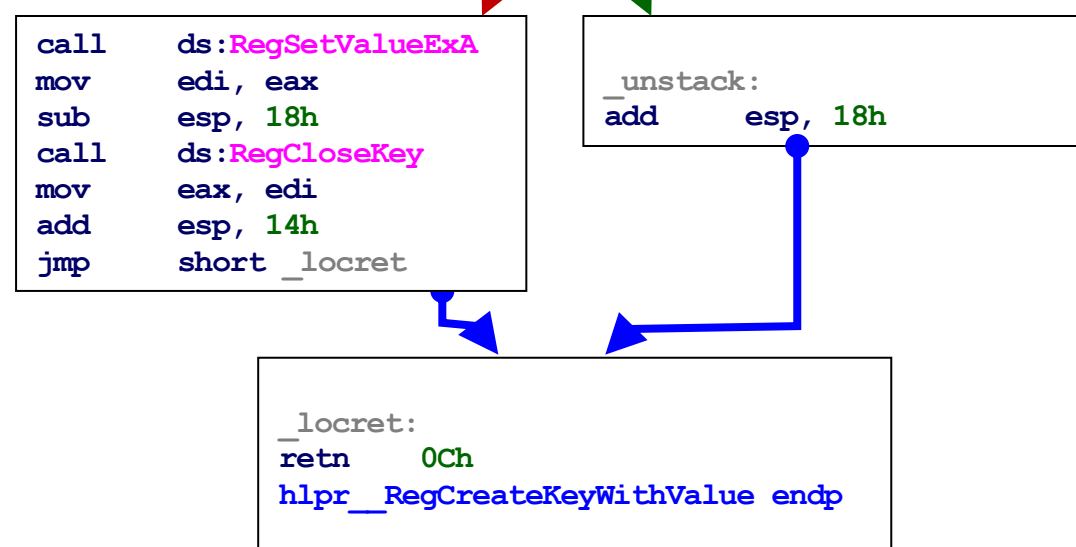 call ds:RegSetValueExA
mov edi, eax
sub esp, 18h
call ds:RegCloseKey
mov eax, edi
add esp, 14h
jmp short _locret
_unstack:
add esp, 18h
_locret:
retn 0Ch
hlpr__RegCreateKeyWithValue endp